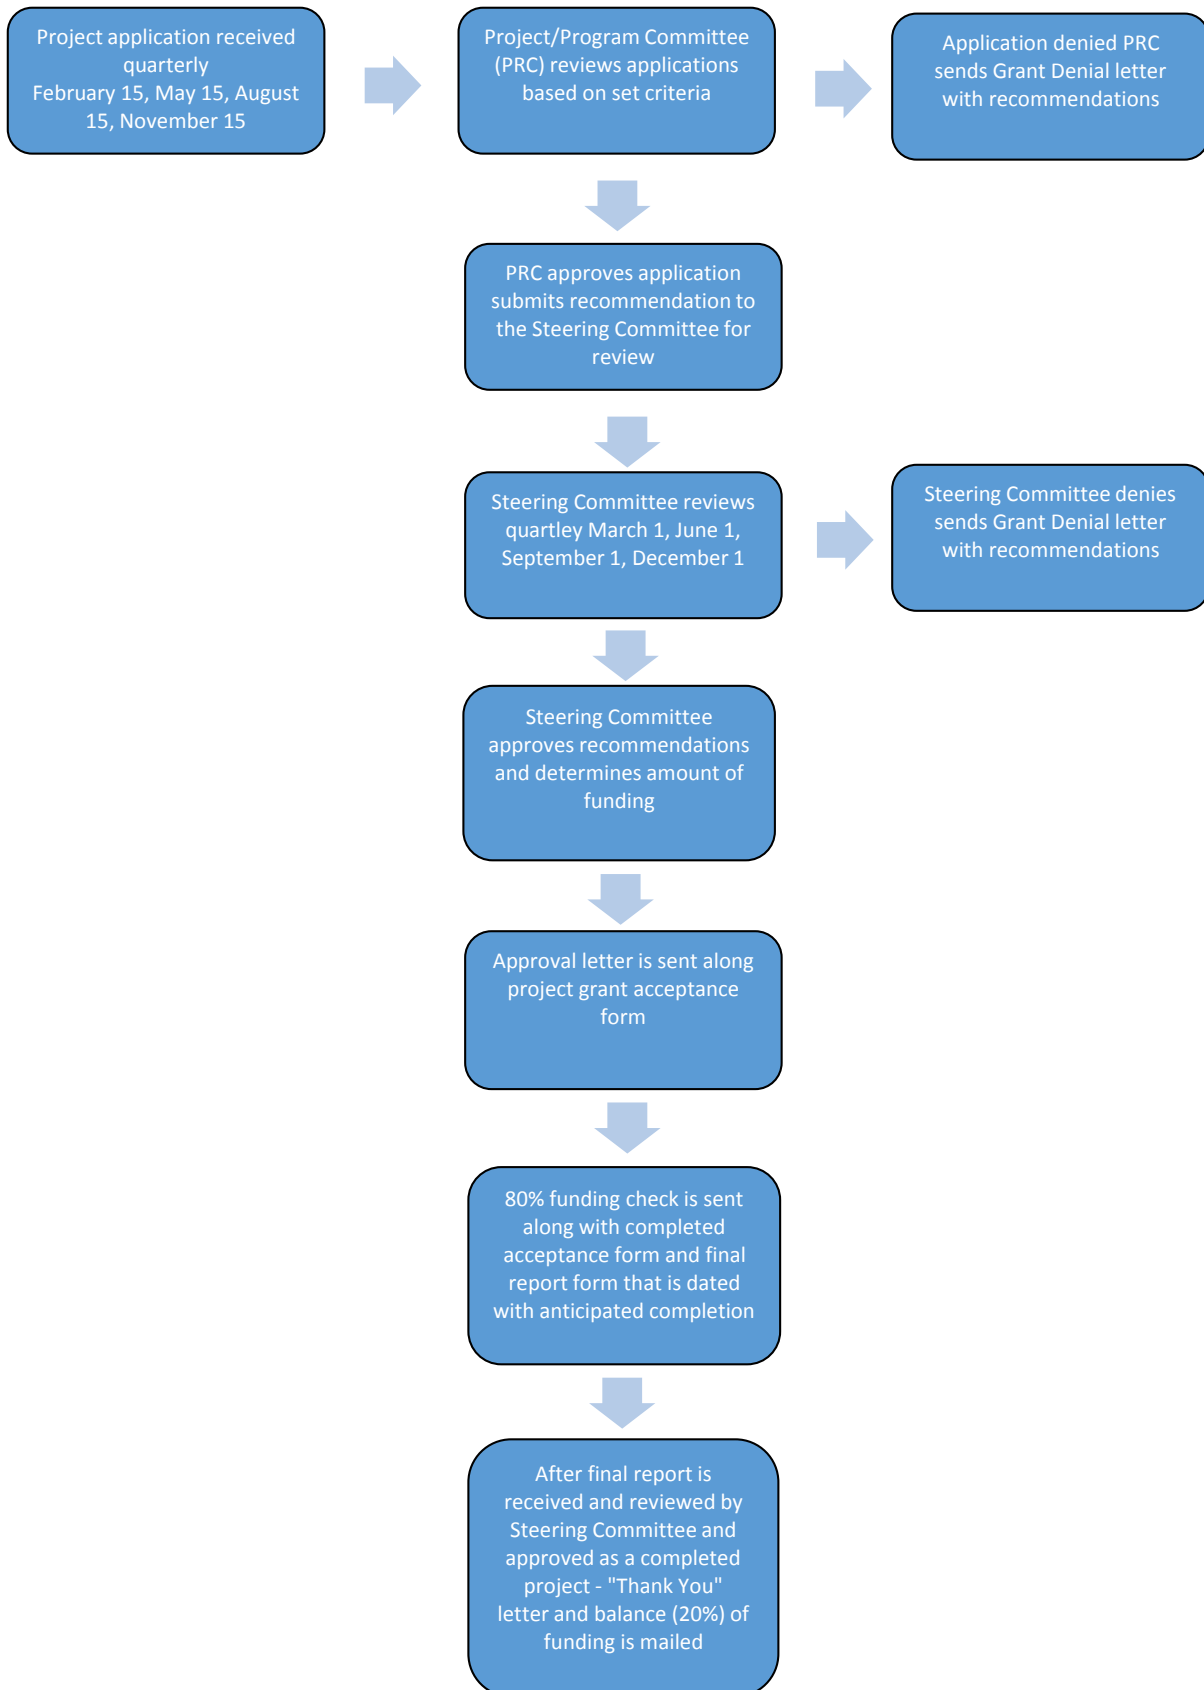 Project application received
quarterly
February 15, May 15, August
15, November 15
Project/Program Committee
(PRC) reviews applications
based on set criteria
Application denied PRC
sends Grant Denial letter
with recommendations
PRC approves application
submits recommendation to
the Steering Committee for
review
Steering Committee reviews
quartley March 1, June 1,
September 1, December 1
Steering Committee denies
sends Grant Denial letter
with recommendations
Steering Committee
approves recommendations
and determines amount of
funding
Approval letter is sent along
project grant acceptance
form
80% funding check is sent
along with completed
acceptance form and final
report form that is dated
with anticipated completion
After final report is
received and reviewed by
Steering Committee and
approved as a completed
project - "Thank You"
letter and balance (20%) of
funding is mailed